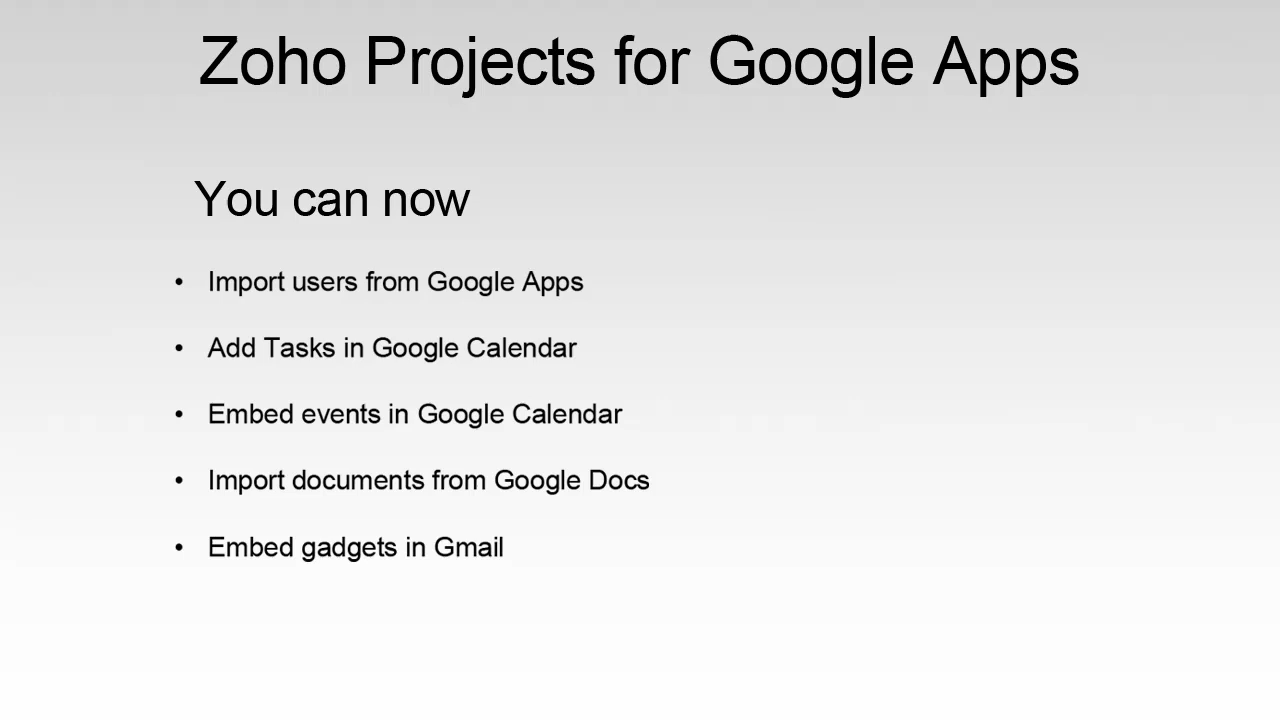 Zoho Projects for Google Apps
You can now
• Import users from Google Apps
• Add Tasks in Google Calendar
• Embed events in Google Calendar
• Import documents from Google Docs
• Embed gadgets in Gmail